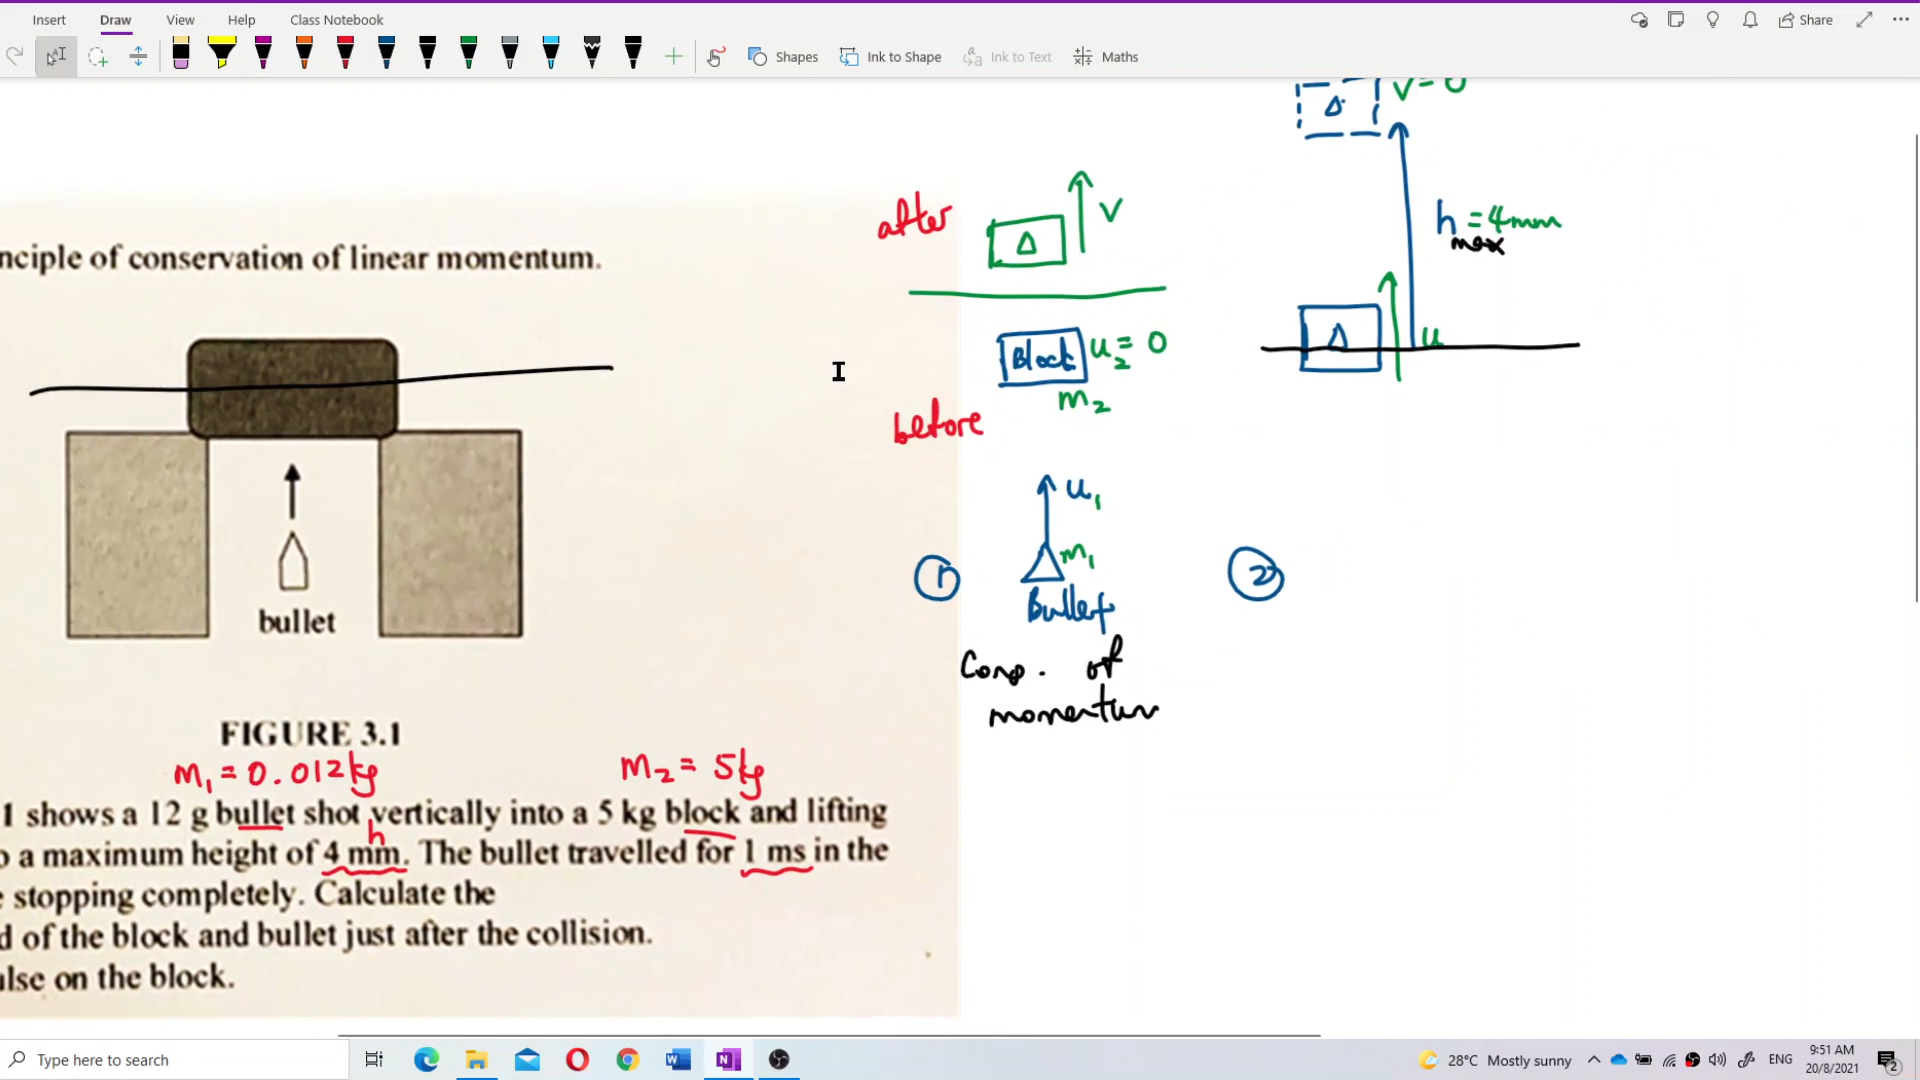 Insert Draw View Help Class Notebook Share
Shapes Ink to Shape Ink to Text Maths
V = 0
after
V
h = 4mm
max
nciple of conservation of linear momentum.
Block u2 = 0
u
m2
before
u1
m1
1
2
Bullet
bullet
Cons. of
momentum
FIGURE 3.1
m1 = 0.012kg
m2 = 5kg
1 shows a 12 g bullet shot vertically into a 5 kg block and lifting
h
o a maximum height of 4 mm. The bullet travelled for 1 ms in the
e stopping completely. Calculate the
d of the block and bullet just after the collision.
ulse on the block.
Type here to search
28°C Mostly sunny
ENG
9:51 AM
20/8/2021
2